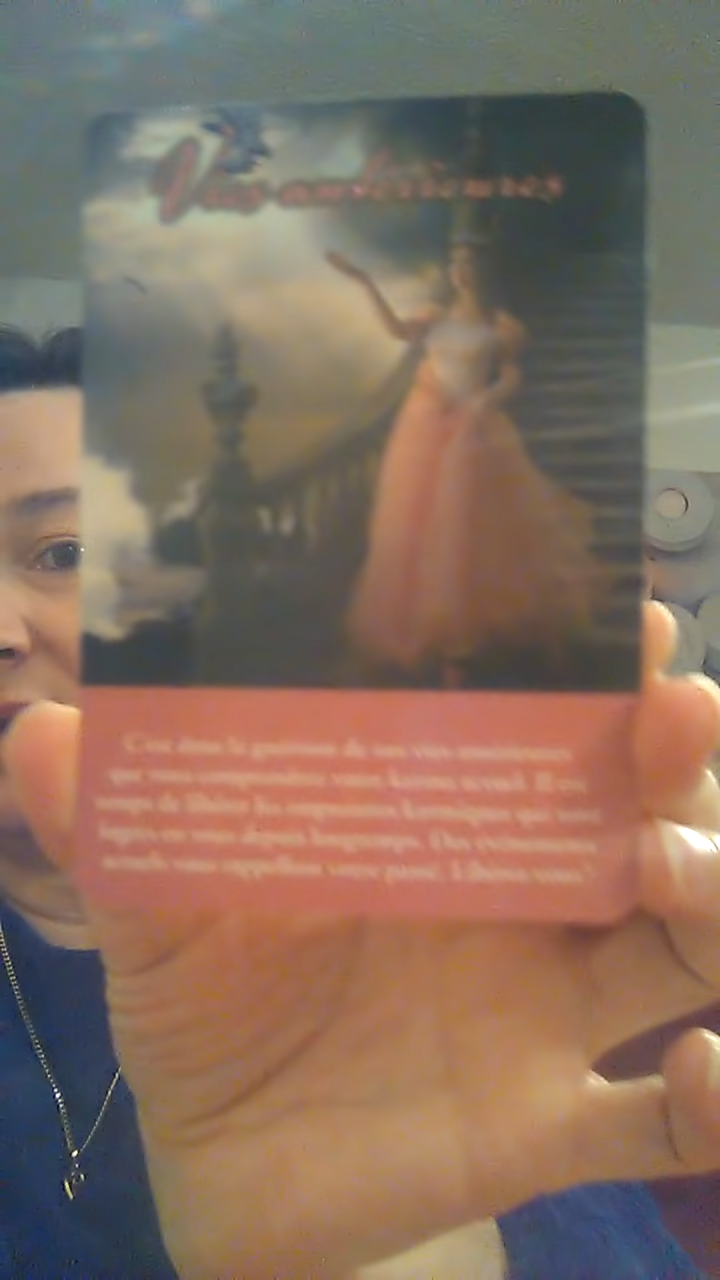 Vies antérieures
C'est dans la guérison de nos vies antérieures
que vous comprendrez votre karma actuel. Il est
temps de libérer les empreintes karmiques qui sont
logées en vous depuis longtemps. Des événements
actuels vous rappellent votre passé. Libérez-vous!